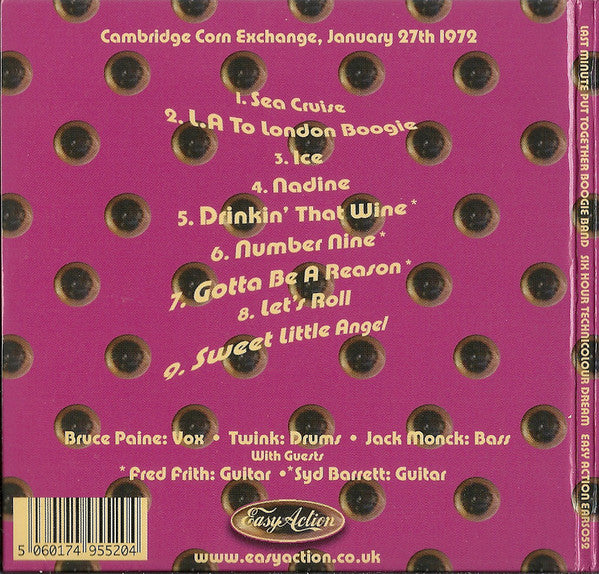 Cambridge Corn Exchange, January 27th 1972
1. Sea Cruise
2. L.A To London Boogie
3. Ice
4. Nadine
5. Drinkin' That Wine*
6. Number Nine*
7. Gotta Be A Reason*
8. Let's Roll
9. Sweet Little Angel
Bruce Paine: Vox • Twink: Drums • Jack Monck: Bass
With Guests
*Fred Frith: Guitar •*Syd Barrett: Guitar
5 060174 955204
Easy Action
www.easyaction.co.uk
LAST MINUTE PUT TOGETHER BOOGIE BAND SIX HOUR TECHNICOLOUR DREAM EASY ACTION EARS052